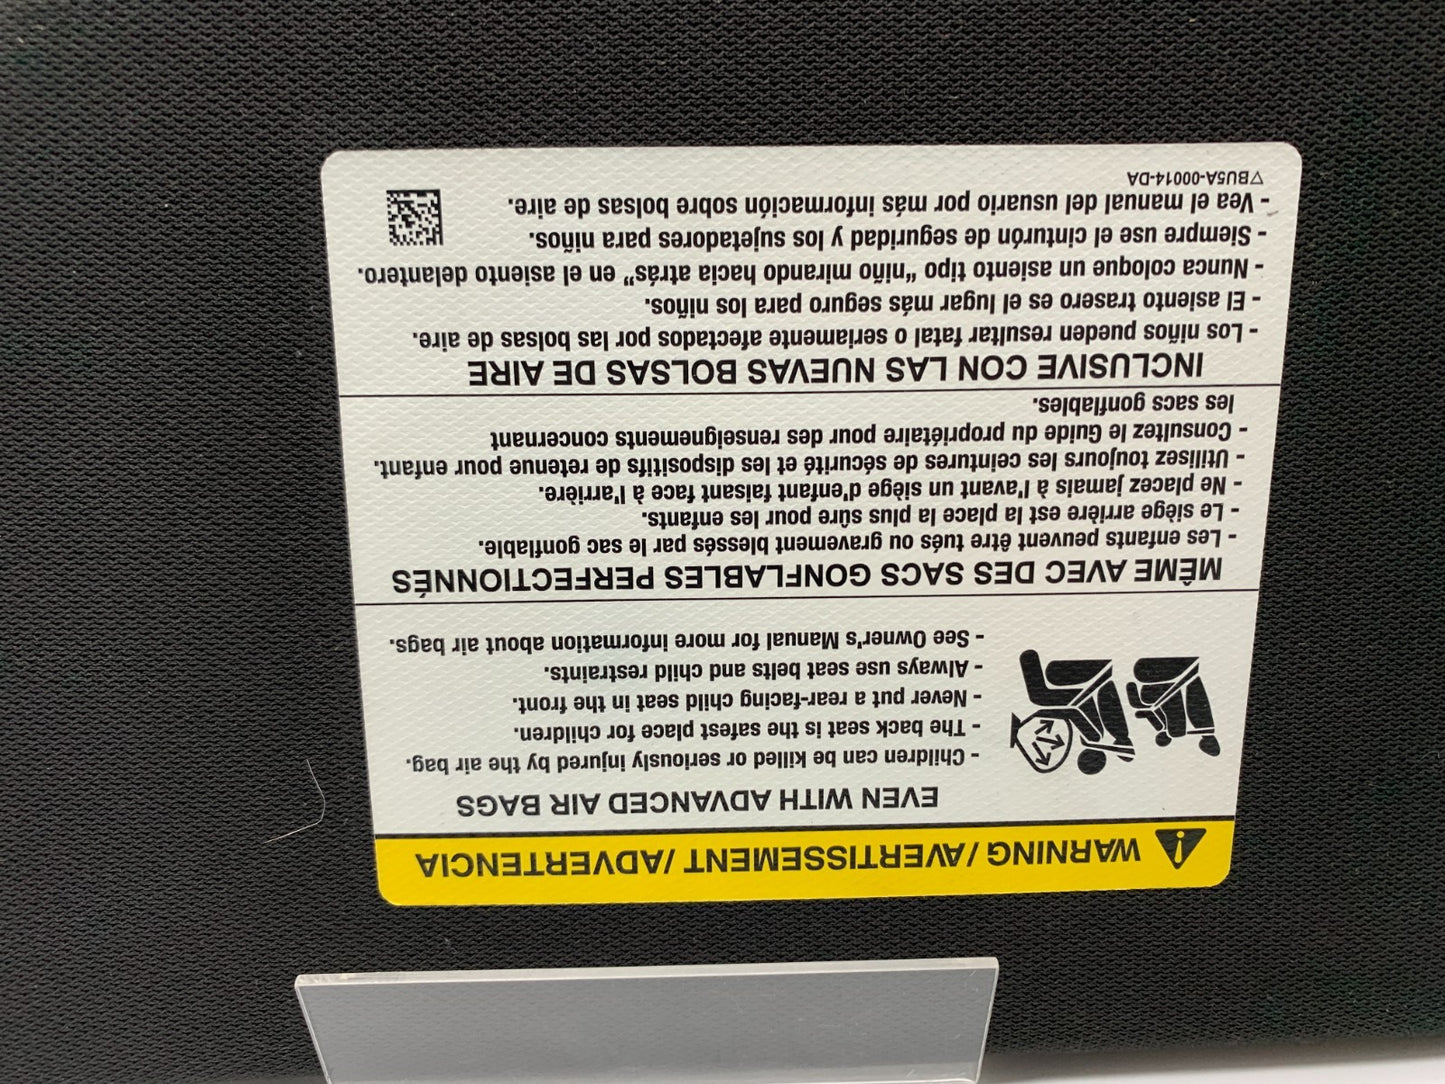 WARNING / AVERTISSEMENT / ADVERTENCIA
EVEN WITH ADVANCED AIR BAGS
- Children can be killed or seriously injured by the air bag.
- The back seat is the safest place for children.
- Never put a rear-facing child seat in the front.
- Always use seat belts and child restraints.
- See Owner's Manual for more information about air bags.
MÊME AVEC DES SACS GONFLABLES PERFECTIONNÉS
- Les enfants peuvent être tués ou gravement blessés par le sac gonflable.
- Le siège arrière est la place la plus sûre pour les enfants.
- Ne placez jamais à l'avant un siège d'enfant faisant face à l'arrière.
- Utilisez toujours les ceintures de sécurité et les dispositifs de retenue pour enfant.
- Consultez le Guide du propriétaire pour des renseignements concernant
les sacs gonflables.
INCLUSIVE CON LAS NUEVAS BOLSAS DE AIRE
- Los niños pueden resultar fatal o seriamente afectados por las bolsas de aire.
- El asiento trasero es el lugar más seguro para los niños.
- Nunca coloque un asiento tipo "niño mirando hacia atrás" en el asiento delantero.
- Siempre use el cinturón de seguridad y los sujetadores para niños.
- Vea el manual del usuario por más información sobre bolsas de aire.
▽BU5A-00014-DA